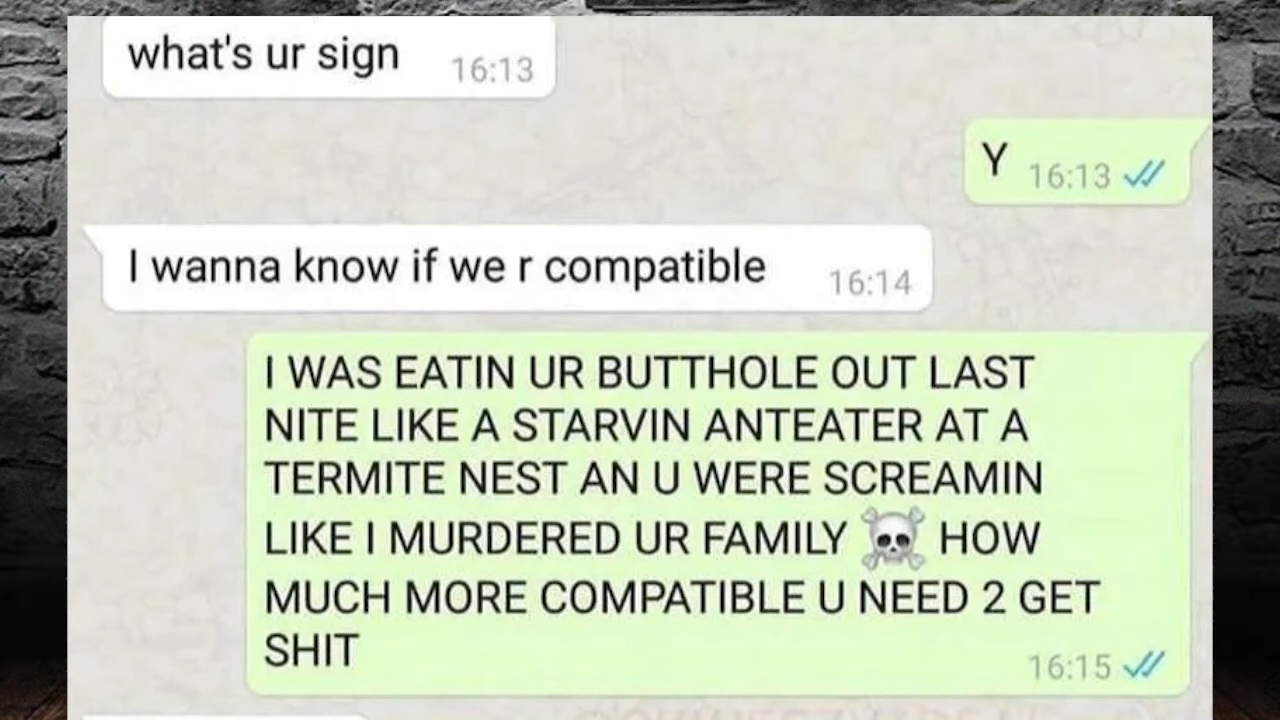 what's ur sign 16:13
Y 16:13
I wanna know if we r compatible 16:14
I WAS EATIN UR BUTTHOLE OUT LAST
NITE LIKE A STARVIN ANTEATER AT A
TERMITE NEST AN U WERE SCREAMIN
LIKE I MURDERED UR FAMILY ☠️ HOW
MUCH MORE COMPATIBLE U NEED 2 GET
SHIT 16:15